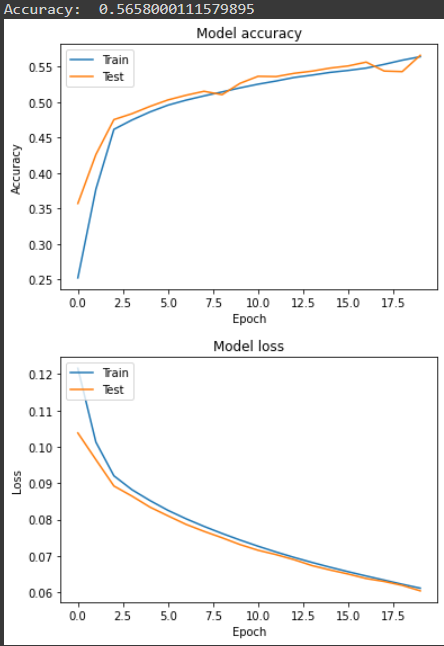 Accuracy: 0.5658000111579895
Model accuracy
Train
Test
0.55
0.50
0.45
0.40
0.35
0.30
0.25
Accuracy
0.0 2.5 5.0 7.5 10.0 12.5 15.0 17.5
Epoch
Model loss
Train
Test
0.12
0.11
0.10
0.09
0.08
0.07
0.06
Loss
0.0 2.5 5.0 7.5 10.0 12.5 15.0 17.5
Epoch